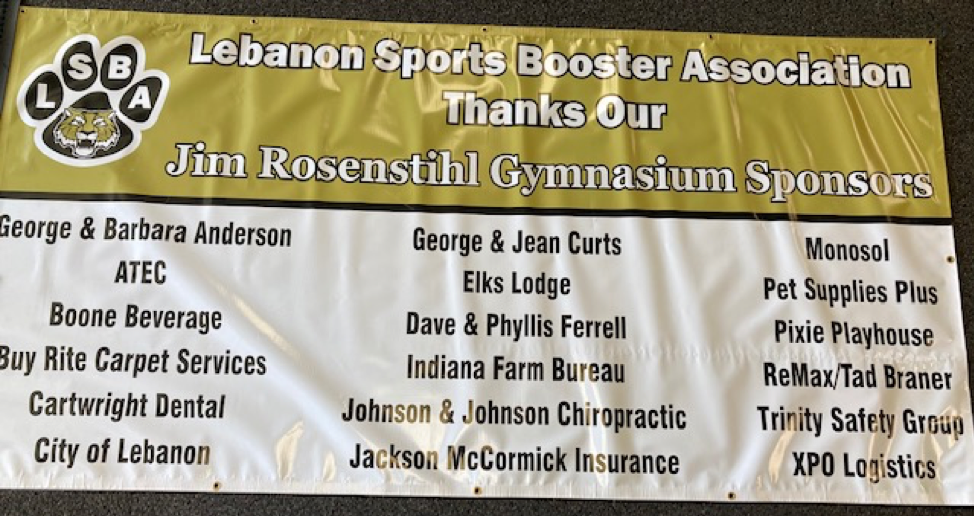 L S B A
Lebanon Sports Booster Association
Thanks Our
Jim Rosenstihl Gymnasium Sponsors
George & Barbara Anderson
ATEC
Boone Beverage
Buy Rite Carpet Services
Cartwright Dental
City of Lebanon
George & Jean Curts
Elks Lodge
Dave & Phyllis Ferrell
Indiana Farm Bureau
Johnson & Johnson Chiropractic
Jackson McCormick Insurance
Monosol
Pet Supplies Plus
Pixie Playhouse
ReMax/Tad Braner
Trinity Safety Group
XPO Logistics